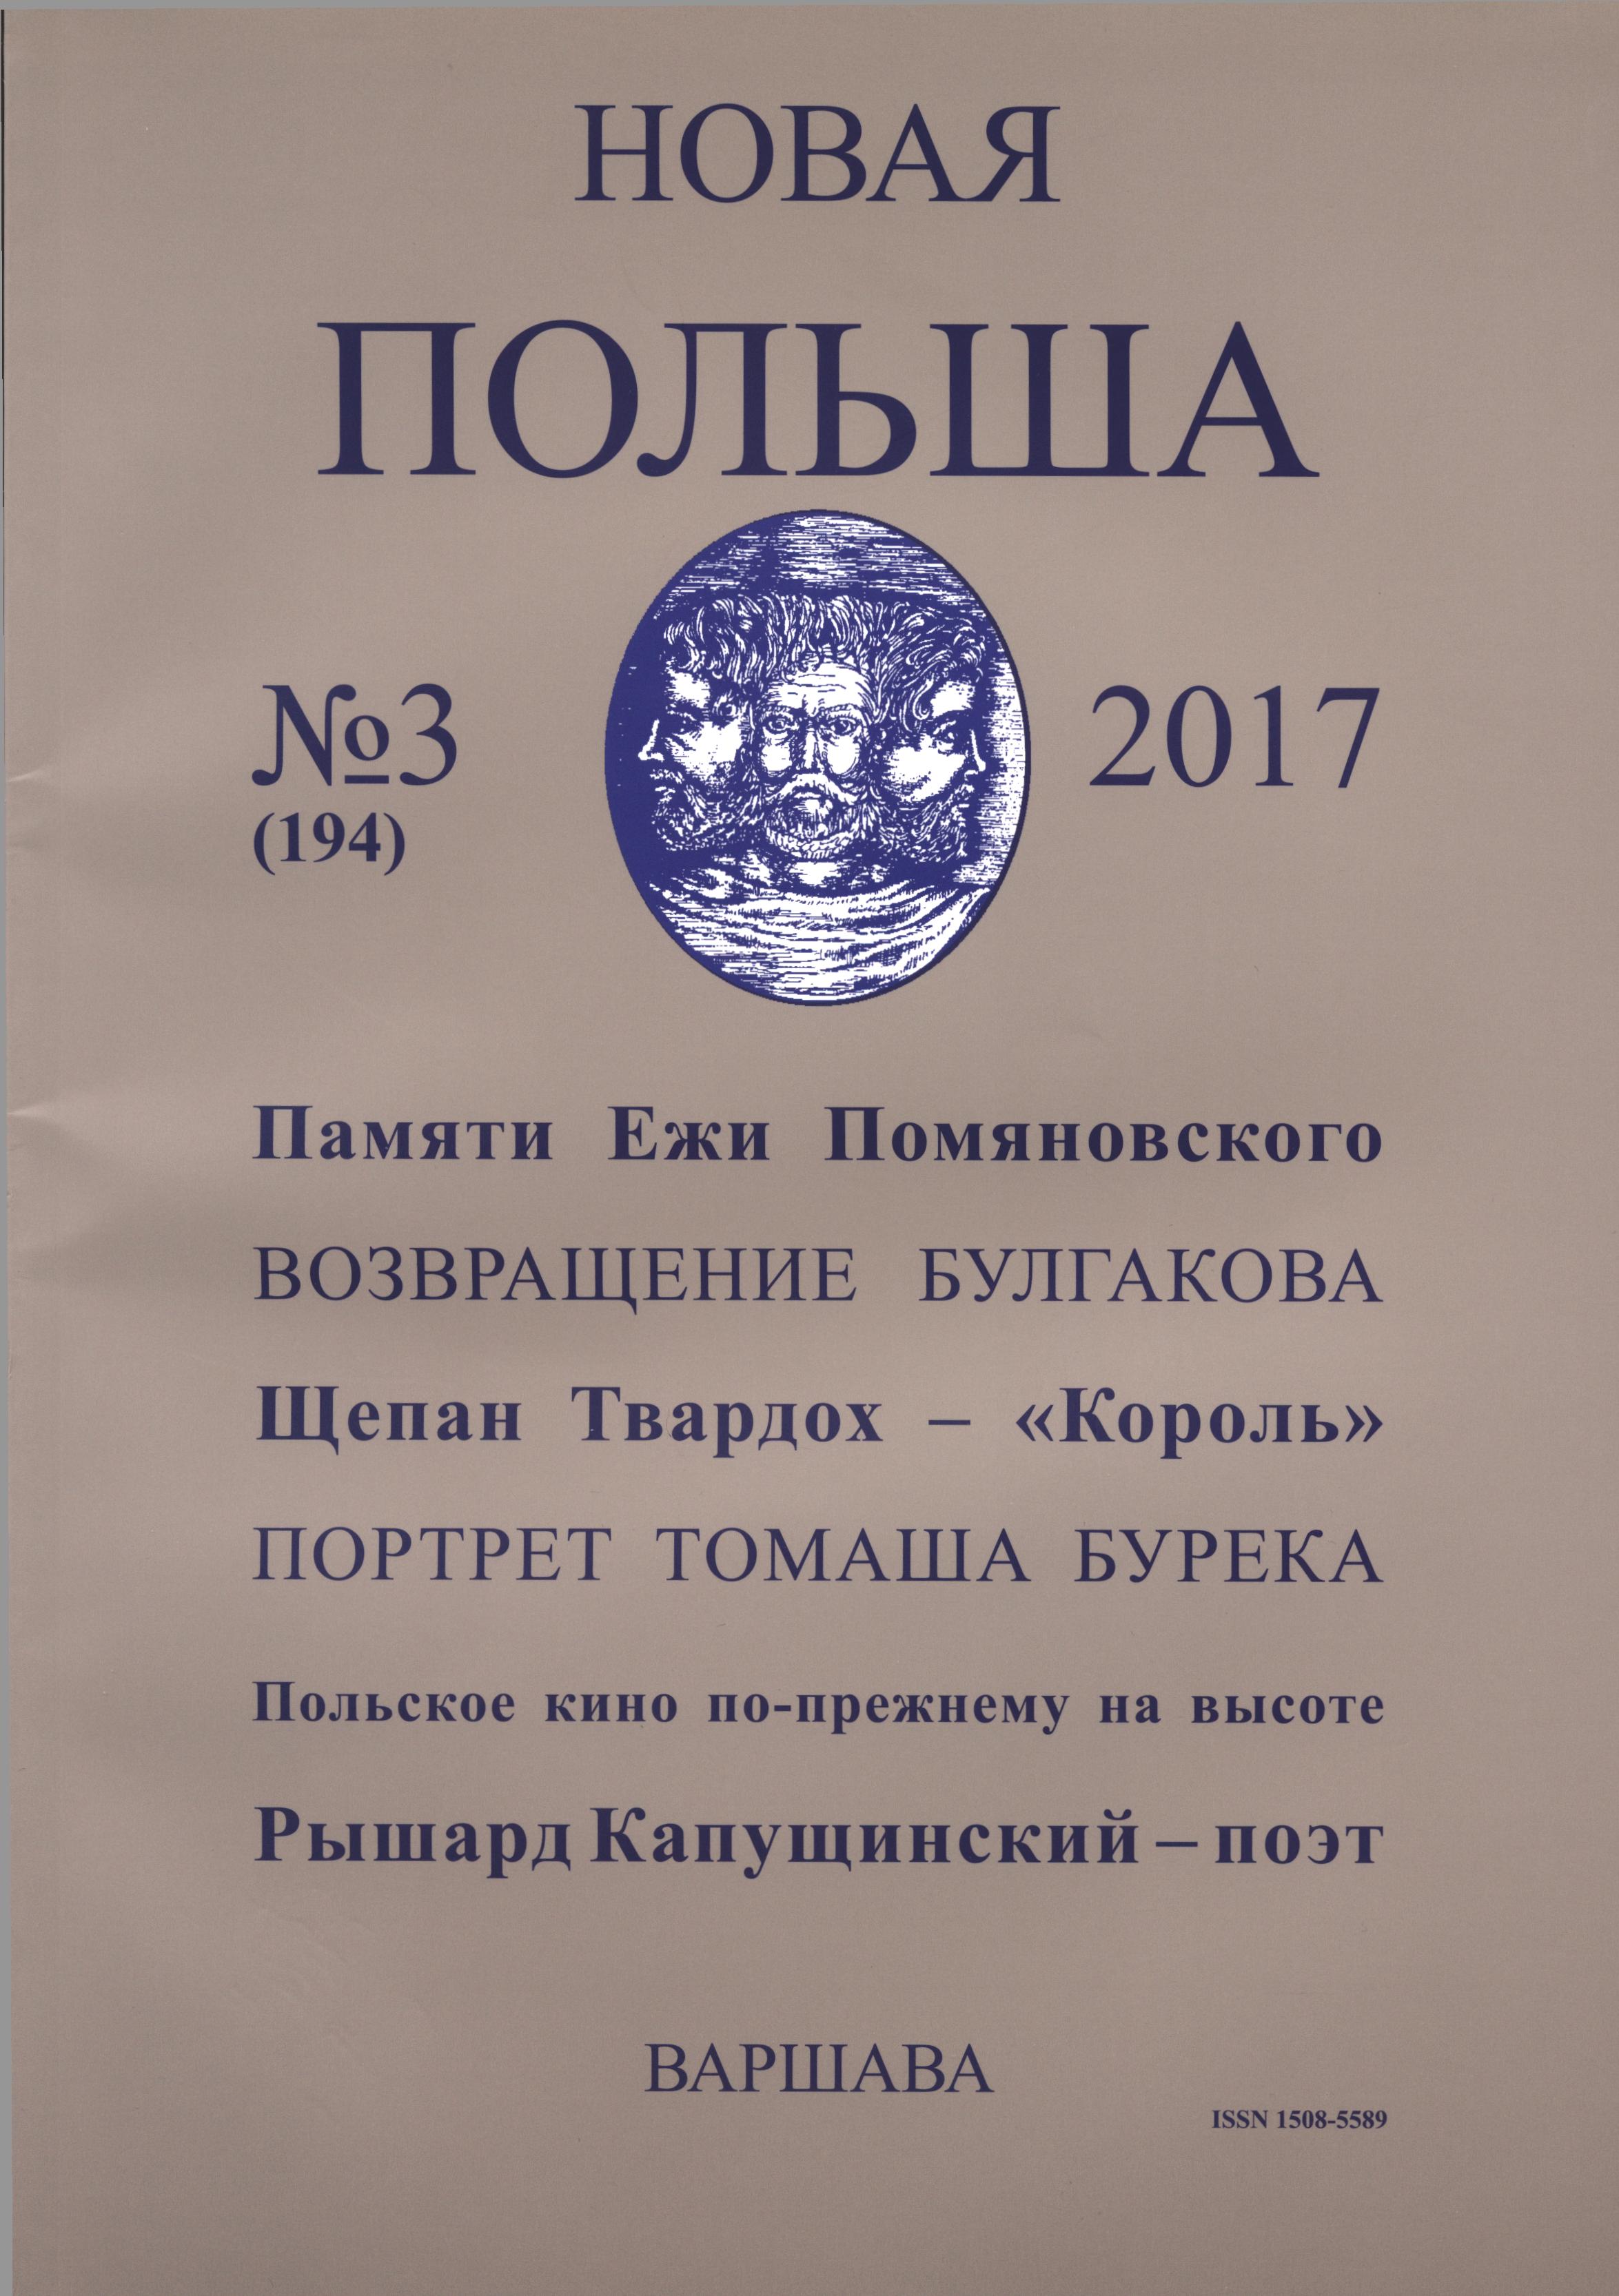 НОВАЯ
ПОЛЬША
№3
2017
(194)
Памяти Ежи Помяновского
ВОЗВРАЩЕНИЕ БУЛГАКОВА
Щепан Твардох – «Король»
ПОРТРЕТ ТОМАША БУРЕКА
Польское кино по-прежнему на высоте
Рышард Капущинский – поэт
ВАРШАВА
ISSN 1508-5589